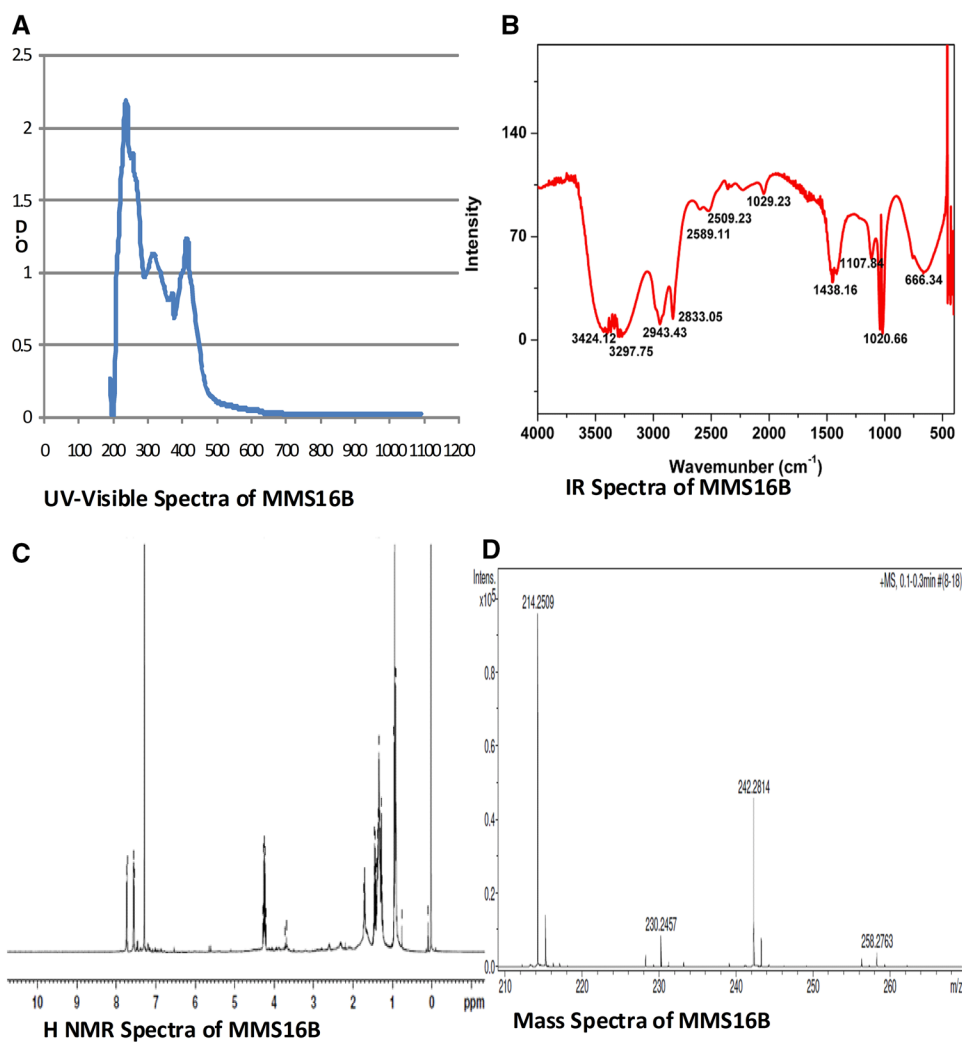 A
2.5
2
1.5
1
0.5
0
O.D
0 100 200 300 400 500 600 700 800 900 1000 1100 1200
UV-Visible Spectra of MMS16B
B
Intensity
140
70
0
1029.23
2509.23
2589.11
1107.84
666.34
1438.16
2833.05
2943.43
3424.12
3297.75
1020.66
4000 3500 3000 2500 2000 1500 1000 500
Wavemunber (cm-1)
IR Spectra of MMS16B
C
10 9 8 7 6 5 4 3 2 1 0 ppm
H NMR Spectra of MMS16B
D
Intens.
x105
+MS, 0.1-0.3min #(8-18)
214.2509
0.8
0.6
242.2814
0.4
0.2
230.2457
258.2763
0.0
210 220 230 240 250 260 m/z
Mass Spectra of MMS16B